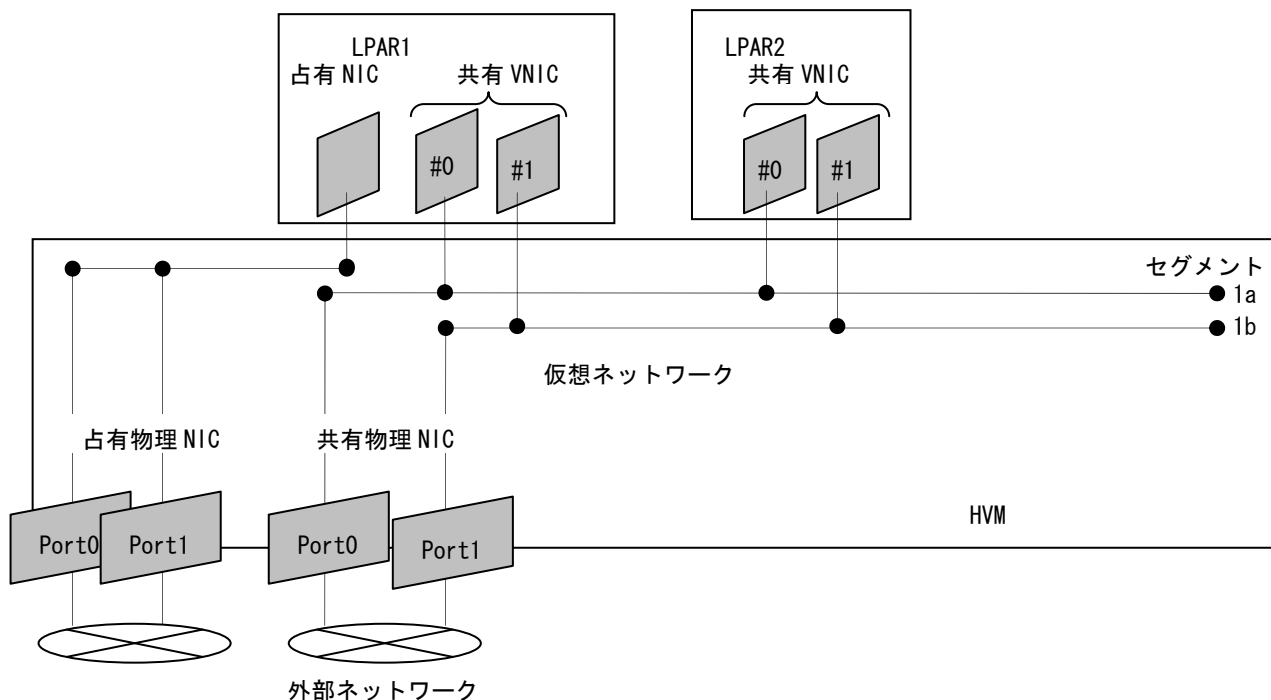 LPAR1
占有 NIC
共有 VNIC
#0
#1
LPAR2
共有 VNIC
#0
#1
セグメント
1a
1b
仮想ネットワーク
占有物理 NIC
共有物理 NIC
HVM
Port0
Port1
Port0
Port1
外部ネットワーク